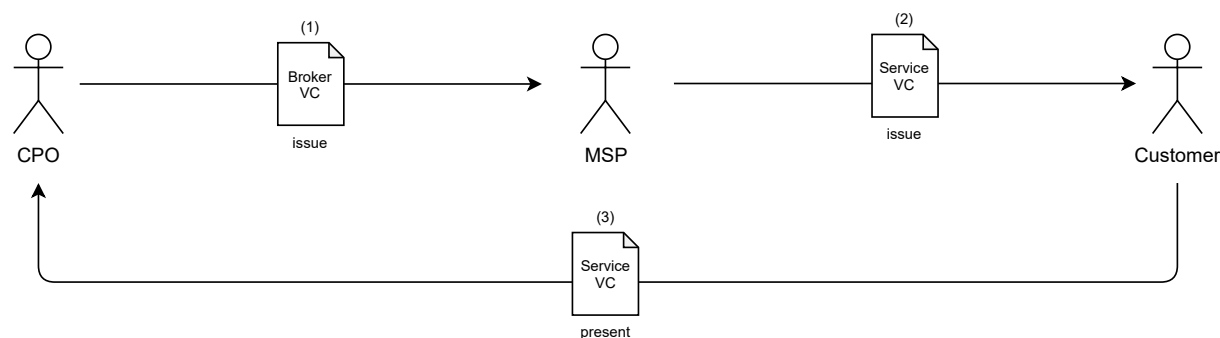 (1)
Broker
VC
issue
(2)
Service
VC
issue
CPO
MSP
Customer
(3)
Service
VC
present